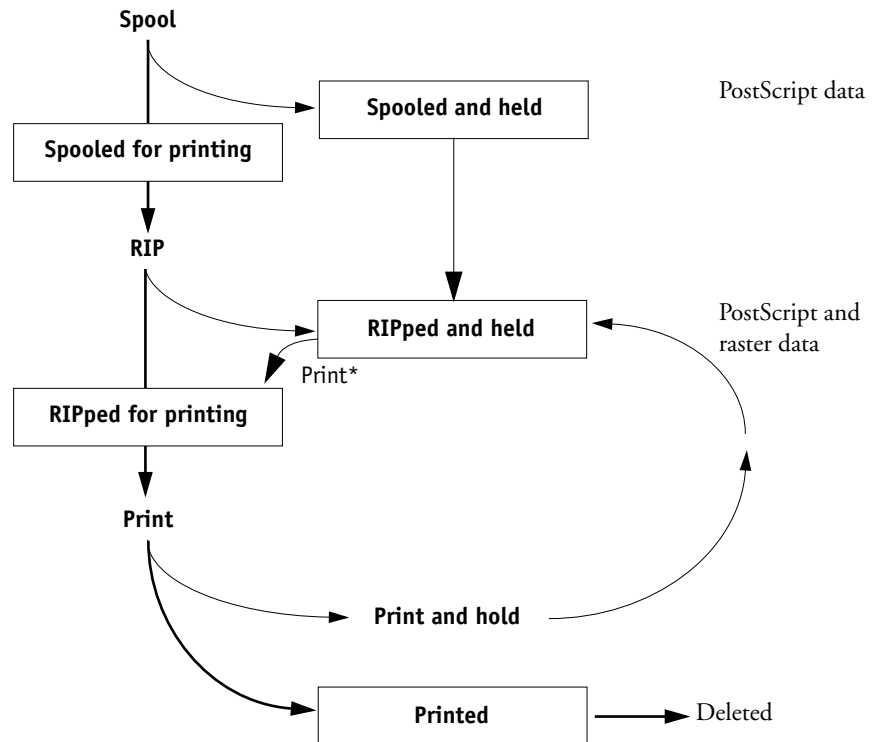 Spool
Spooled and held
PostScript data
Spooled for printing
RIP
RIPped and held
PostScript and
raster data
Print*
RIPped for printing
Print
Print and hold
Printed
Deleted